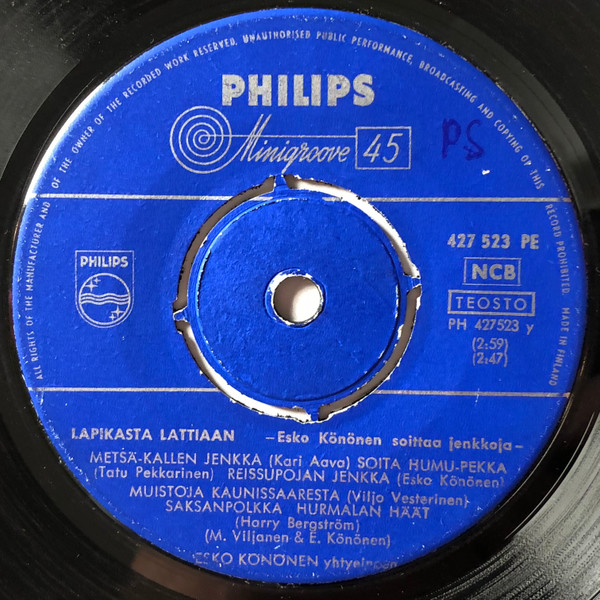 ALL RIGHTS OF THE MANUFACTURER AND OF THE OWNER OF THE RECORDED WORK RESERVED. UNAUTHORISED PUBLIC PERFORMANCE, BROADCASTING AND COPYING OF THIS RECORD PROHIBITED. MADE IN FINLAND
PHILIPS
Minigroove 45
PS
PHILIPS
427 523 PE
NCB
TEOSTO
PH 427523 y
(2:59)
(2:47)
LAPIKASTA LATTIAAN —Esko Könönen soittaa jenkkoja—
METSÄ-KALLEN JENKKA (Kari Aava) SOITA HUMU-PEKKA
(Tatu Pekkarinen) REISSUPOJAN JENKKA (Esko Könönen)
MUISTOJA KAUNISSAARESTA (Viljo Vesterinen)
SAKSANPOLKKA HURMALAN HÄÄT
(Harry Bergström)
(M. Viljanen & E. Könönen)
ESKO KÖNÖNEN yhtyeineen